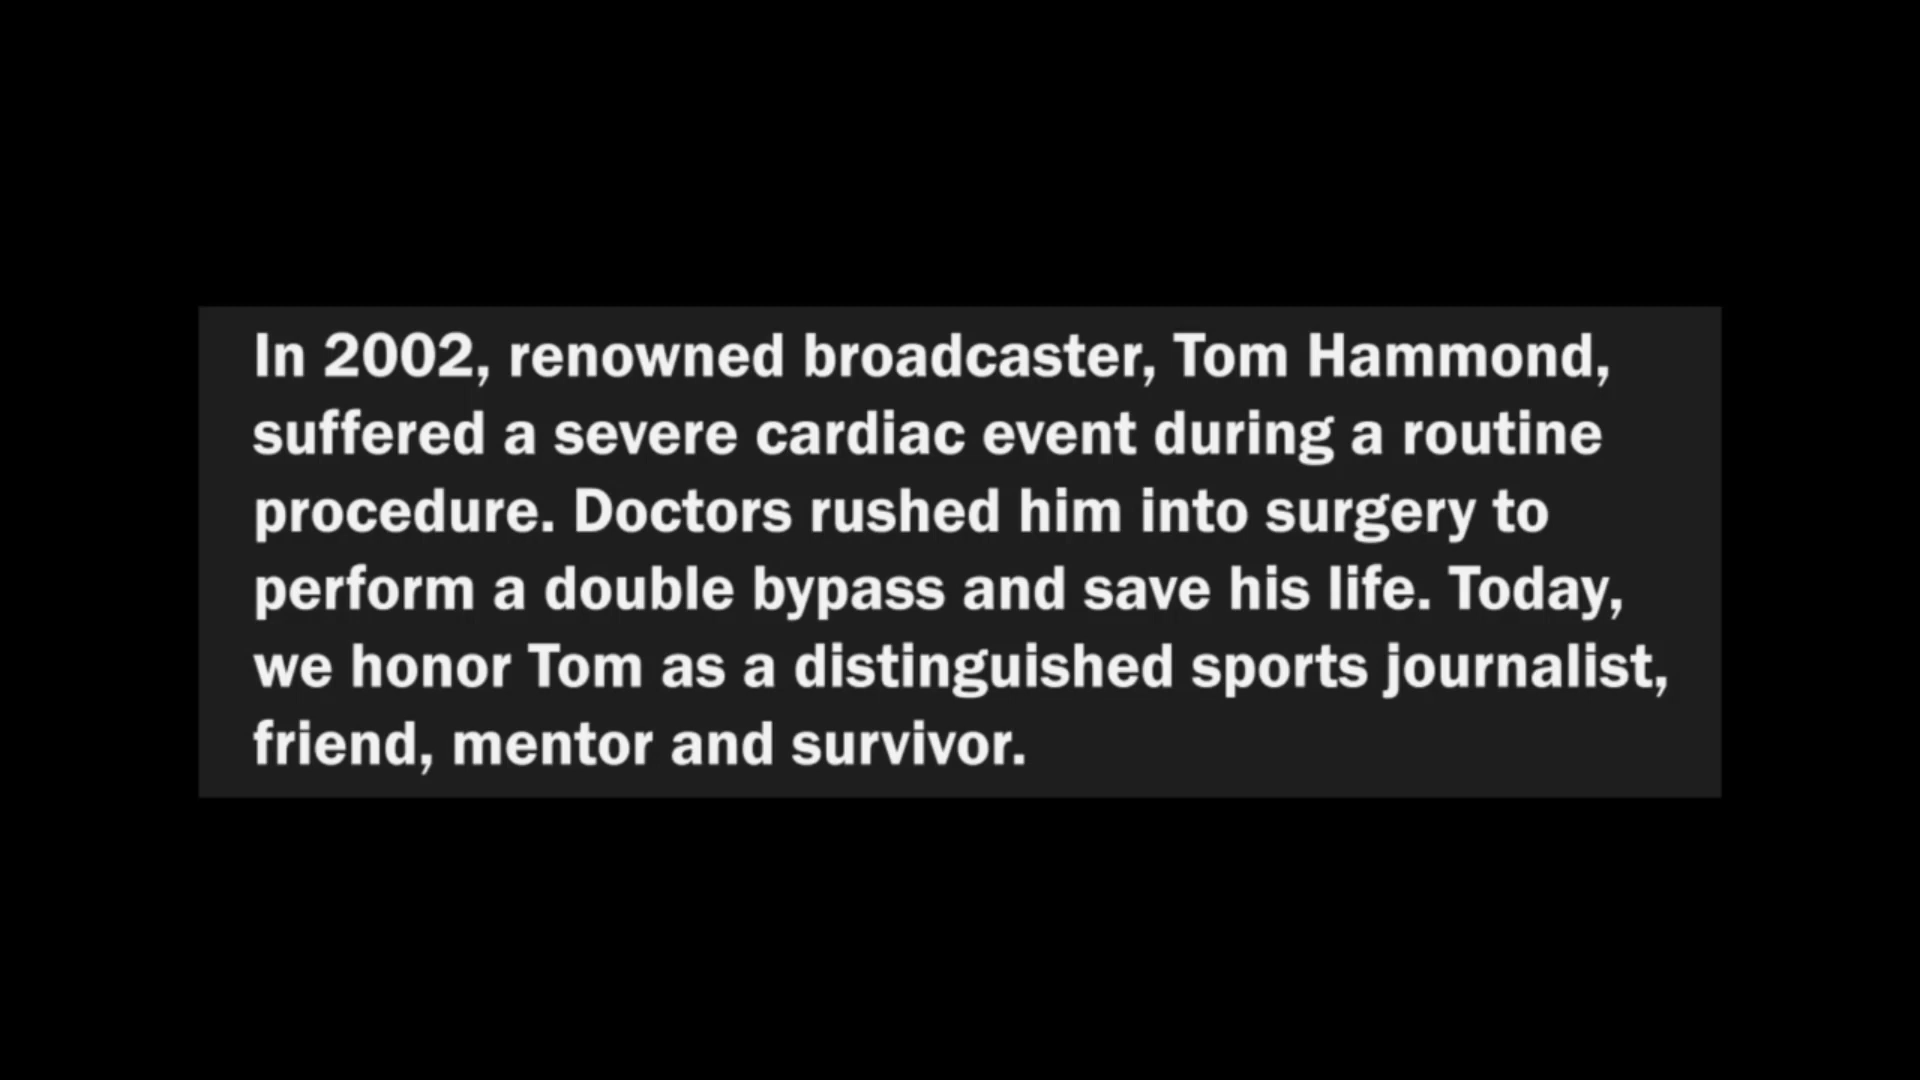 In 2002, renowned broadcaster, Tom Hammond,
suffered a severe cardiac event during a routine
procedure. Doctors rushed him into surgery to
perform a double bypass and save his life. Today,
we honor Tom as a distinguished sports journalist,
friend, mentor and survivor.